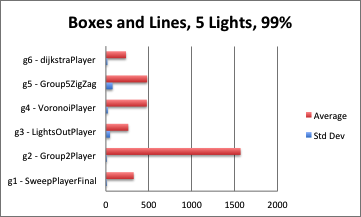 Boxes and Lines, 5 Lights, 99%
g6 - dijkstraPlayer
g5 - Group5ZigZag
g4 - VoronoiPlayer
g3 - LightsOutPlayer
g2 - Group2Player
g1 - SweepPlayerFinal
Average
Std Dev
0 500 1000 1500 2000